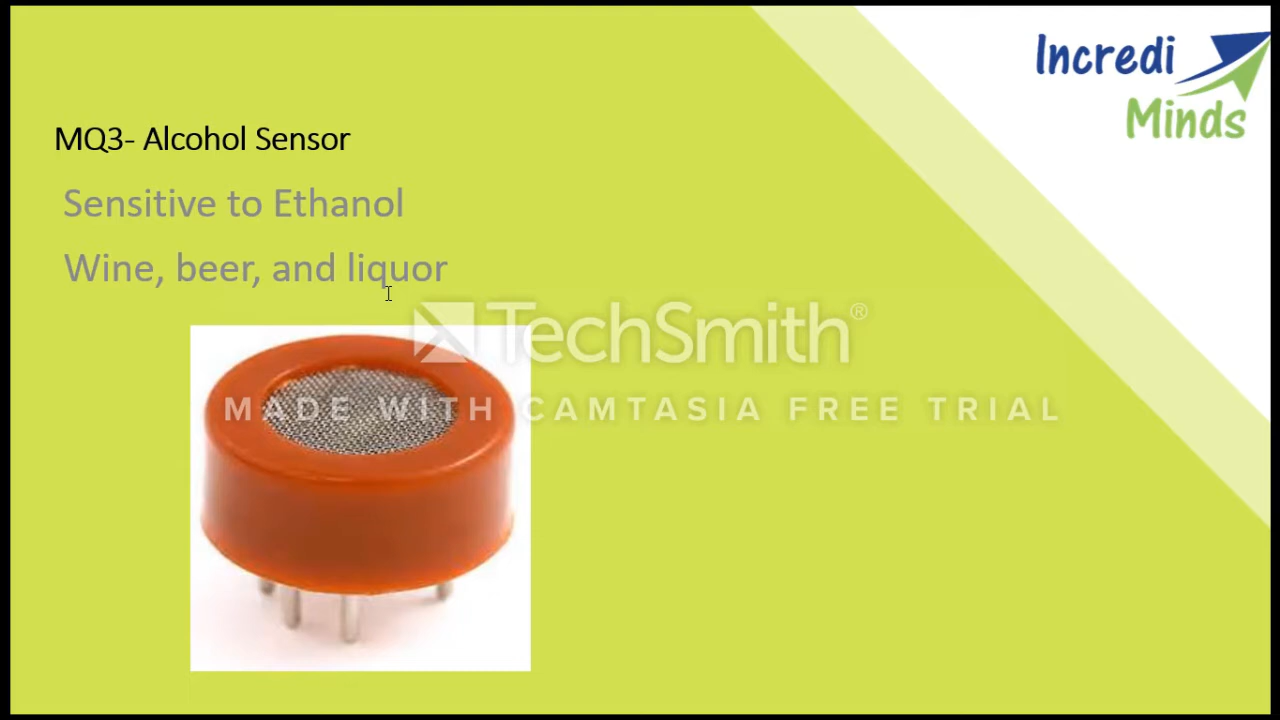 Incredi
Minds
MQ3- Alcohol Sensor
Sensitive to Ethanol
Wine, beer, and liquor
TechSmith®
MADE WITH CAMTASIA FREE TRIAL